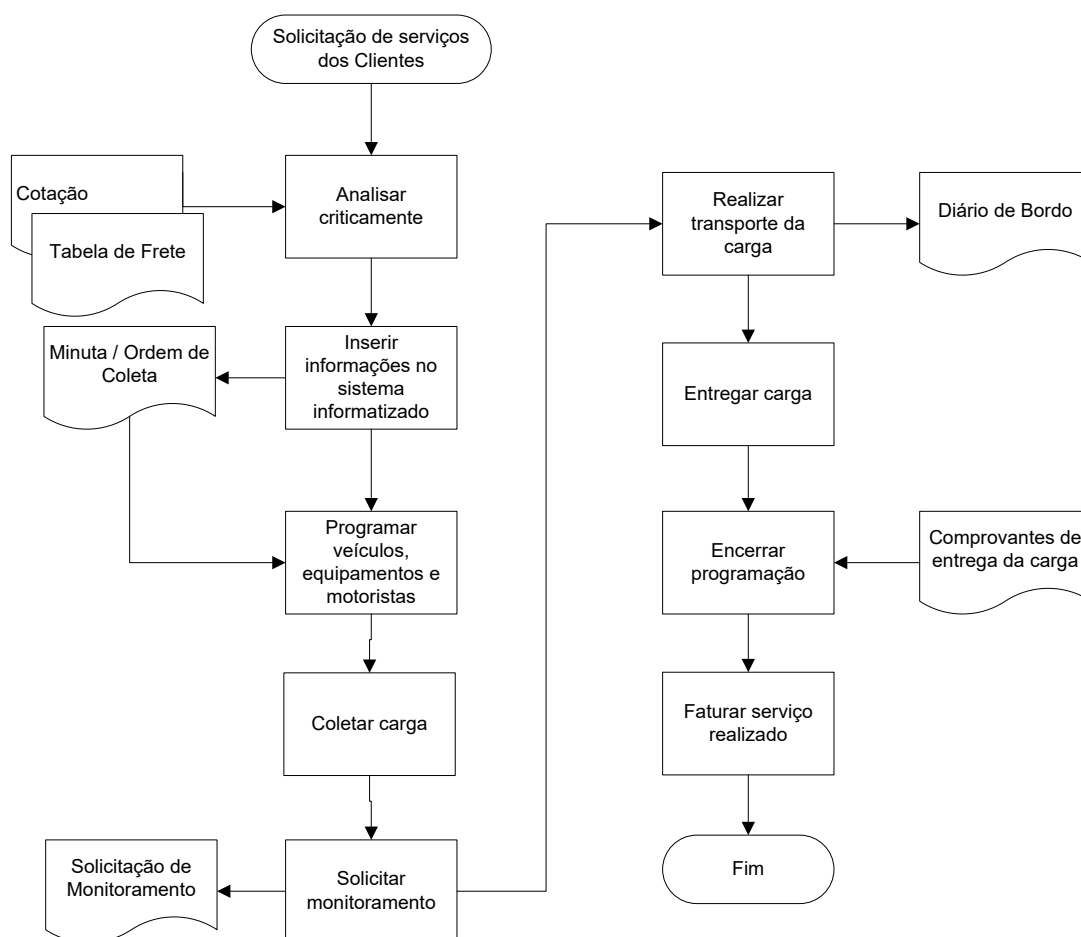 Solicitação de serviços
dos Clientes
Cotação
Tabela de Frete
Analisar
criticamente
Minuta / Ordem de
Coleta
Inserir
informações no
sistema
informatizado
Programar
veículos,
equipamentos e
motoristas
Coletar carga
Solicitação de
Monitoramento
Solicitar
monitoramento
Realizar
transporte da
carga
Diário de Bordo
Entregar carga
Encerrar
programação
Comprovantes de
entrega da carga
Faturar serviço
realizado
Fim